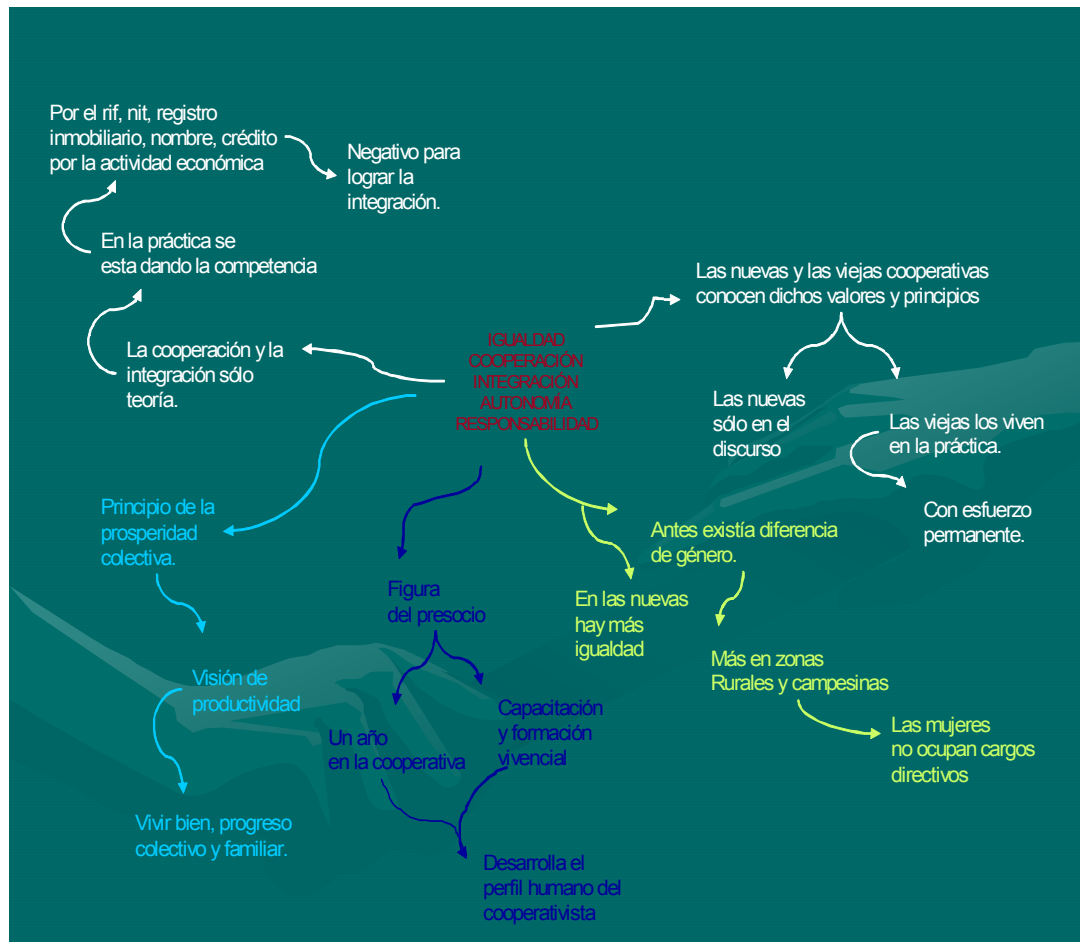 Por el rif, nit, registro
inmobiliario, nombre, crédito
por la actividad económica
Negativo para
lograr la
integración.
En la práctica se
esta dando la competencia
La cooperación y la
integración sólo
teoría.
IGUALDAD
COOPERACIÓN
INTEGRACIÓN
AUTONOMÍA
RESPONSABILIDAD
Las nuevas y las viejas cooperativas
conocen dichos valores y principios
Las nuevas
sólo en el
discurso
Las viejas los viven
en la práctica.
Con esfuerzo
permanente.
Principio de la
prosperidad
colectiva.
Visión de
productividad
Vivir bien, progreso
colectivo y familiar.
Figura
del presocio
Un año
en la cooperativa
Capacitación
y formación
vivencial
Desarrolla el
perfil humano del
cooperativista
Antes existía diferencia
de género.
En las nuevas
hay más
igualdad
Más en zonas
Rurales y campesinas
Las mujeres
no ocupan cargos
directivos